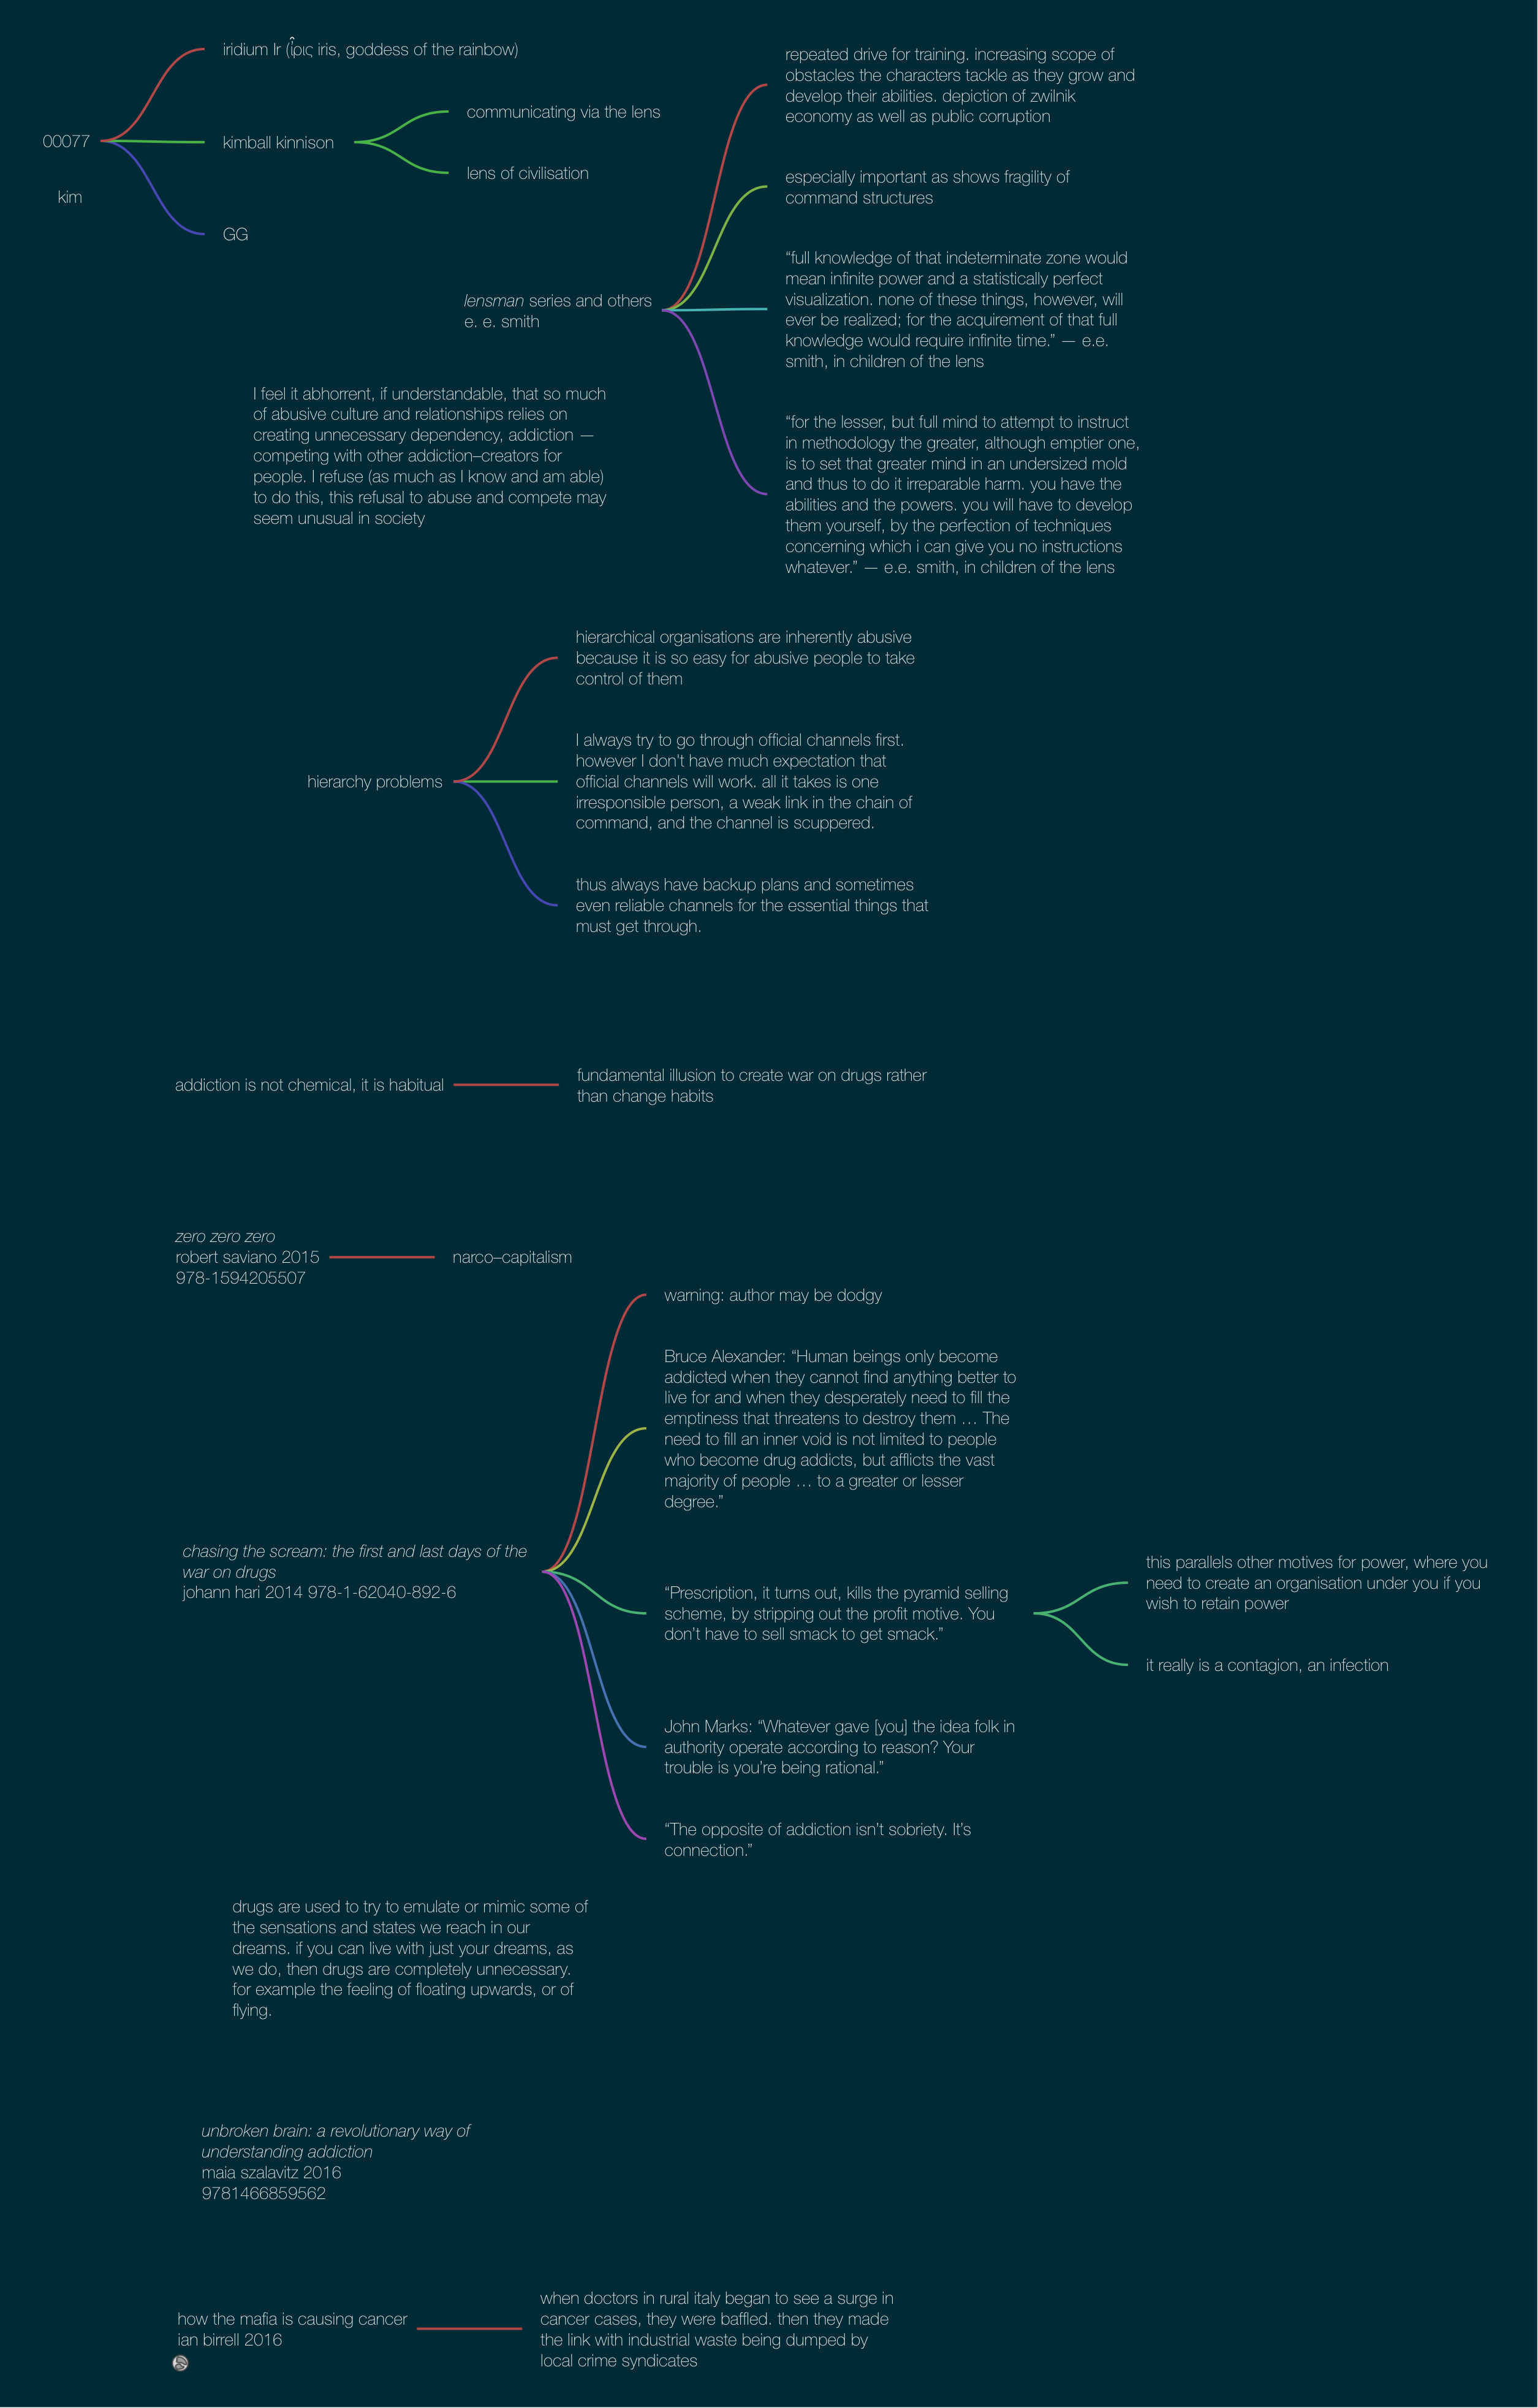 iridium Ir (ἶρις iris, goddess of the rainbow)
00077
kimball kinnison
communicating via the lens
lens of civilisation
kim
GG
lensman series and others
e. e. smith
repeated drive for training. increasing scope of
obstacles the characters tackle as they grow and
develop their abilities. depiction of zwilnik
economy as well as public corruption
especially important as shows fragility of
command structures
“full knowledge of that indeterminate zone would
mean infinite power and a statistically perfect
visualization. none of these things, however, will
ever be realized; for the acquirement of that full
knowledge would require infinite time.” — e.e.
smith, in children of the lens
“for the lesser, but full mind to attempt to instruct
in methodology the greater, although emptier one,
is to set that greater mind in an undersized mold
and thus to do it irreparable harm. you have the
abilities and the powers. you will have to develop
them yourself, by the perfection of techniques
concerning which i can give you no instructions
whatever.” — e.e. smith, in children of the lens
I feel it abhorrent, if understandable, that so much
of abusive culture and relationships relies on
creating unnecessary dependency, addiction —
competing with other addiction–creators for
people. I refuse (as much as I know and am able)
to do this, this refusal to abuse and compete may
seem unusual in society
hierarchy problems
hierarchical organisations are inherently abusive
because it is so easy for abusive people to take
control of them
I always try to go through official channels first.
however I don't have much expectation that
official channels will work. all it takes is one
irresponsible person, a weak link in the chain of
command, and the channel is scuppered.
thus always have backup plans and sometimes
even reliable channels for the essential things that
must get through.
addiction is not chemical, it is habitual
fundamental illusion to create war on drugs rather
than change habits
zero zero zero
robert saviano 2015
978-1594205507
narco–capitalism
chasing the scream: the first and last days of the
war on drugs
johann hari 2014 978-1-62040-892-6
warning: author may be dodgy
Bruce Alexander: “Human beings only become
addicted when they cannot find anything better to
live for and when they desperately need to fill the
emptiness that threatens to destroy them … The
need to fill an inner void is not limited to people
who become drug addicts, but afflicts the vast
majority of people … to a greater or lesser
degree.”
“Prescription, it turns out, kills the pyramid selling
scheme, by stripping out the profit motive. You
don’t have to sell smack to get smack.”
this parallels other motives for power, where you
need to create an organisation under you if you
wish to retain power
it really is a contagion, an infection
John Marks: “Whatever gave [you] the idea folk in
authority operate according to reason? Your
trouble is you’re being rational.”
“The opposite of addiction isn’t sobriety. It’s
connection.”
drugs are used to try to emulate or mimic some of
the sensations and states we reach in our
dreams. if you can live with just your dreams, as
we do, then drugs are completely unnecessary.
for example the feeling of floating upwards, or of
flying.
unbroken brain: a revolutionary way of
understanding addiction
maia szalavitz 2016
9781466859562
how the mafia is causing cancer
ian birrell 2016
when doctors in rural italy began to see a surge in
cancer cases, they were baffled. then they made
the link with industrial waste being dumped by
local crime syndicates